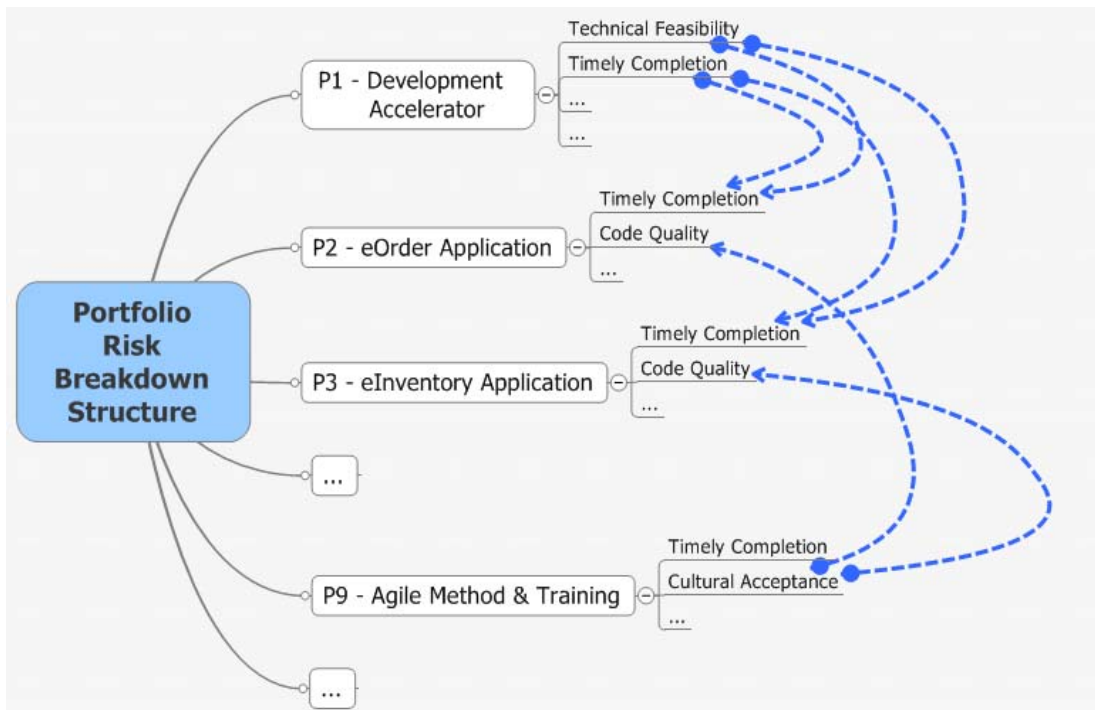 Technical Feasibility
Timely Completion
...
...
P1 - Development
Accelerator
Timely Completion
Code Quality
...
P2 - eOrder Application
Portfolio
Risk
Breakdown
Structure
Timely Completion
Code Quality
...
P3 - eInventory Application
...
Timely Completion
Cultural Acceptance
...
P9 - Agile Method & Training
...